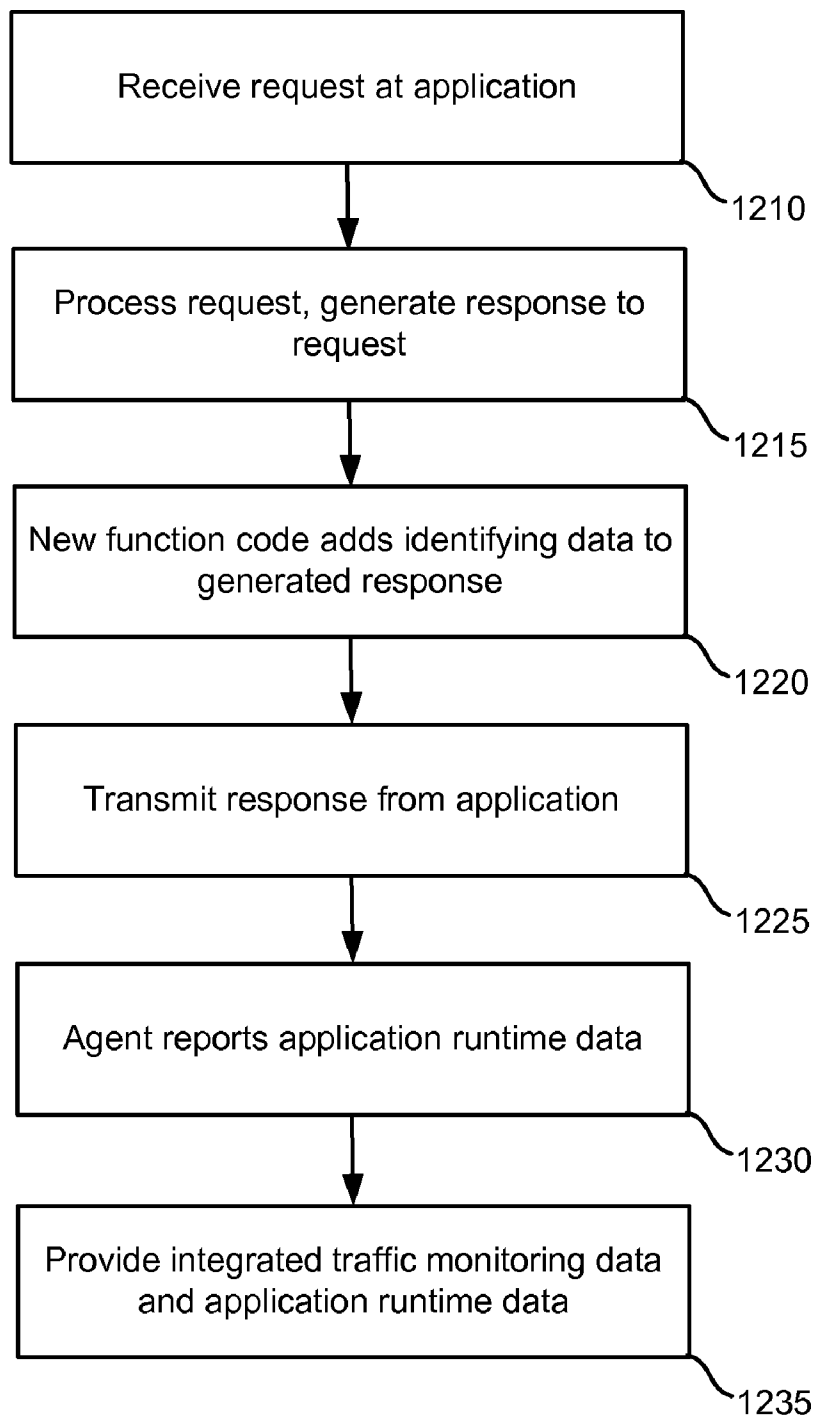 Receive request at application
1210
Process request, generate response to
request
1215
New function code adds identifying data to
generated response
1220
Transmit response from application
1225
Agent reports application runtime data
1230
Provide integrated traffic monitoring data
and application runtime data
1235